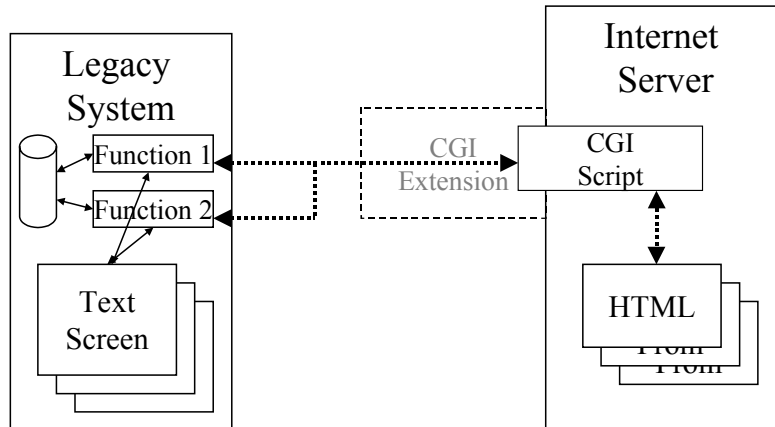 Legacy
System
Function 1
Function 2
Text
Screen
CGI
Extension
Internet
Server
CGI
Script
HTML